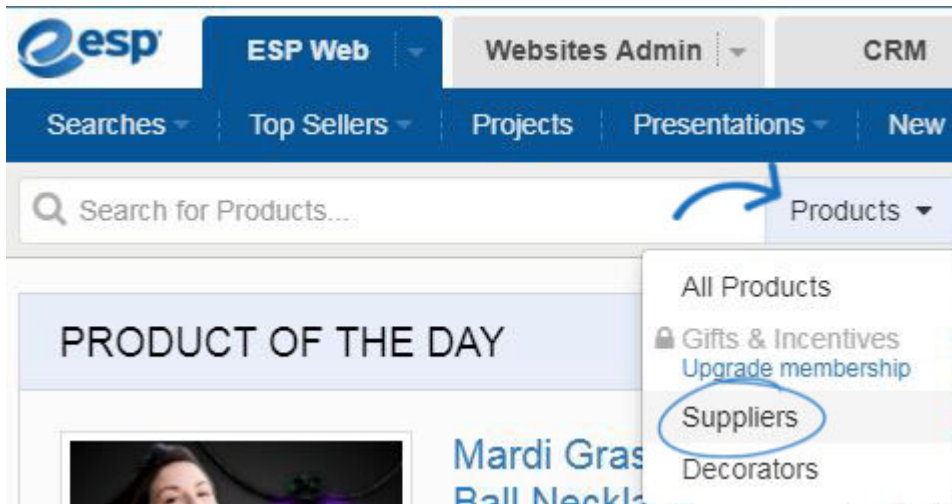 esp
ESP Web
Websites Admin
CRM
Searches
Top Sellers
Projects
Presentations
New
Search for Products...
Products
All Products
Gifts & Incentives
Upgrade membership
Suppliers
Decorators
PRODUCT OF THE DAY
Mardi Gras
Ball